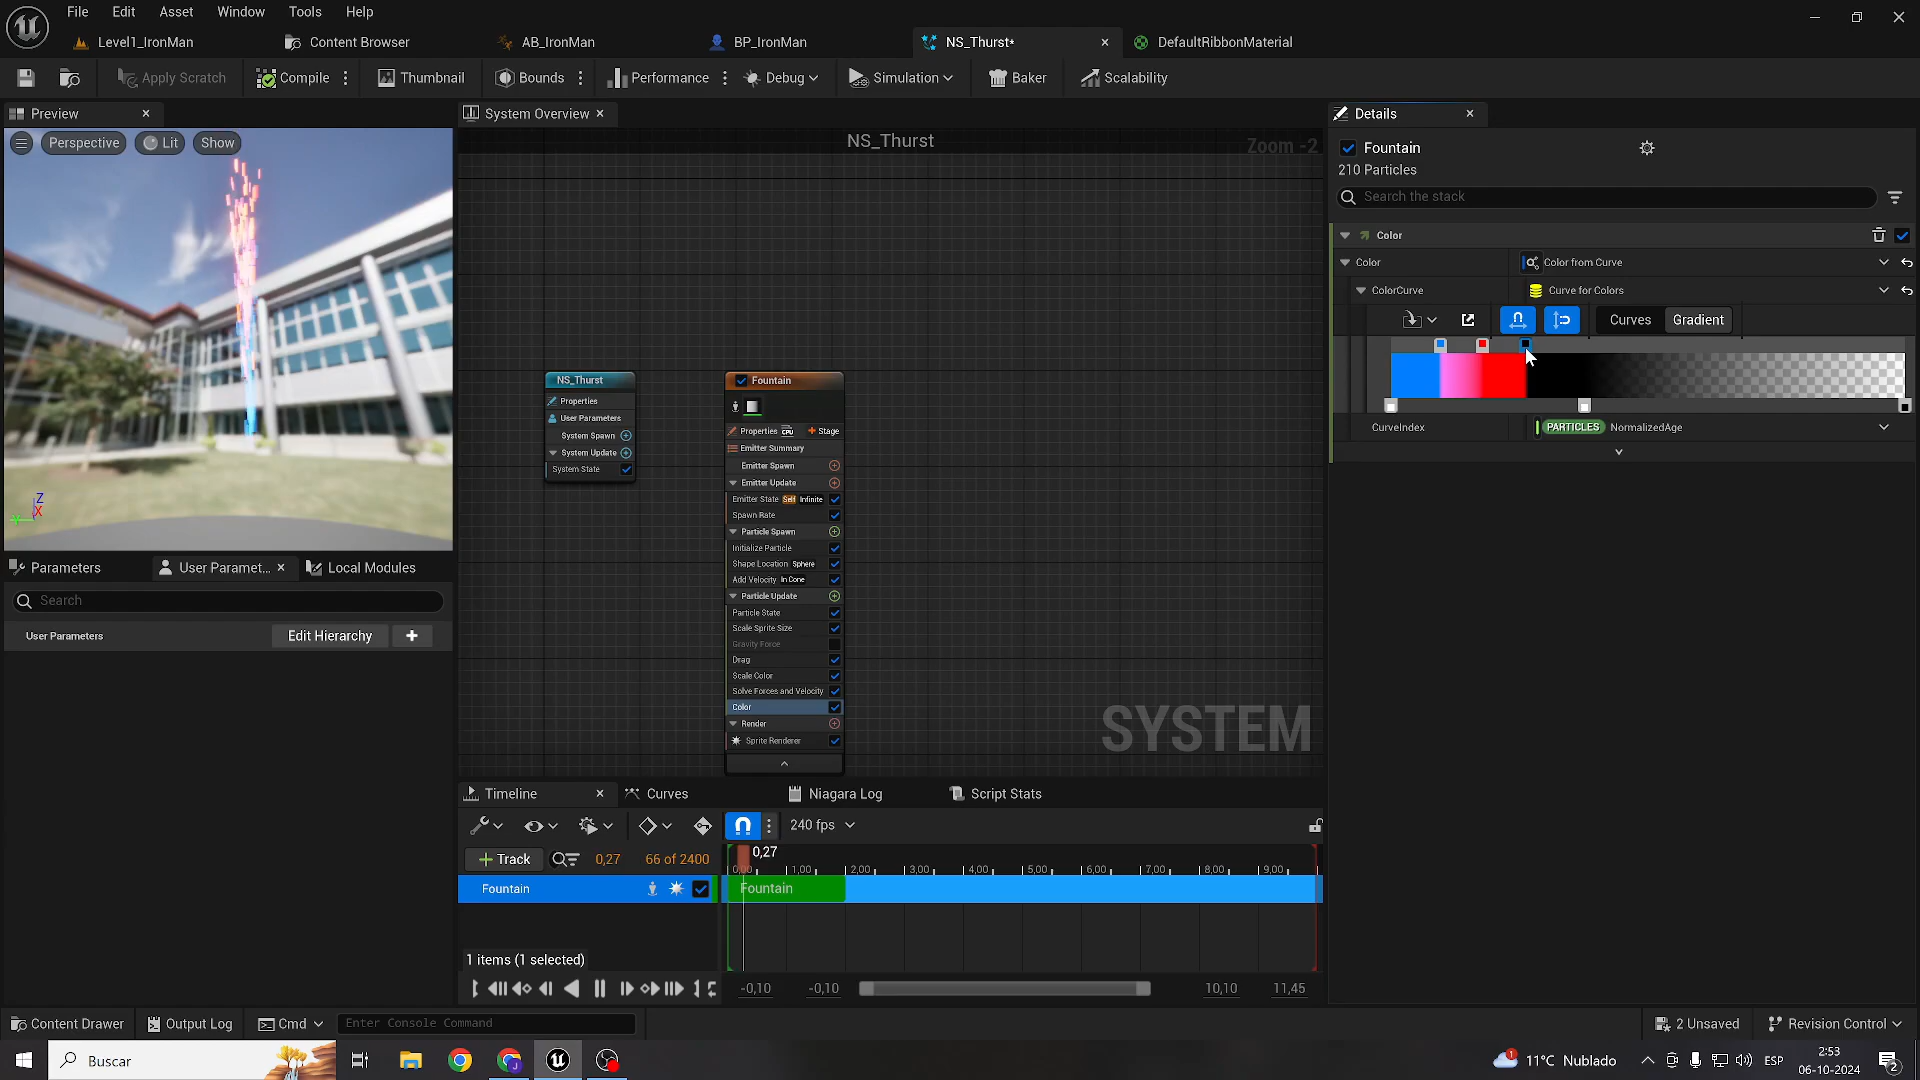 File Edit Asset Window Tools Help
Level1_IronMan Content Browser AB_IronMan BP_IronMan NS_Thurst* DefaultRibbonMaterial
Apply Scratch Compile Thumbnail Bounds Performance Debug Simulation Baker Scalability
Preview
Perspective Lit Show
Z
X
System Overview
NS_Thurst
Zoom -2
NS_Thurst
Properties
User Parameters
System Spawn
System Update
System State
Fountain
Properties CPU Stage
Emitter Summary
Emitter Spawn
Emitter Update
Emitter State Self Infinite
Spawn Rate
Particle Spawn
Initialize Particle
Shape Location Sphere
Add Velocity In Cone
Particle Update
Particle State
Scale Sprite Size
Gravity Force
Drag
Scale Color
Solve Forces and Velocity
Color
Render
Sprite Renderer
SYSTEM
Details
Fountain
210 Particles
Search the stack
Color
Color Color from Curve
ColorCurve Curve for Colors
Curves Gradient
CurveIndex PARTICLES NormalizedAge
Parameters User Paramet... Local Modules
Search
User Parameters Edit Hierarchy
Timeline Curves Niagara Log Script Stats
240 fps
Track 0,27 66 of 2400
0,27
0,00 1,00 2,00 3,00 4,00 5,00 6,00 7,00 8,00 9,00
Fountain Fountain
1 items (1 selected)
-0,10 -0,10 10,10 11,45
Content Drawer Output Log Cmd Enter Console Command 2 Unsaved Revision Control
Buscar 11°C Nublado ESP 2:53
06-10-2024